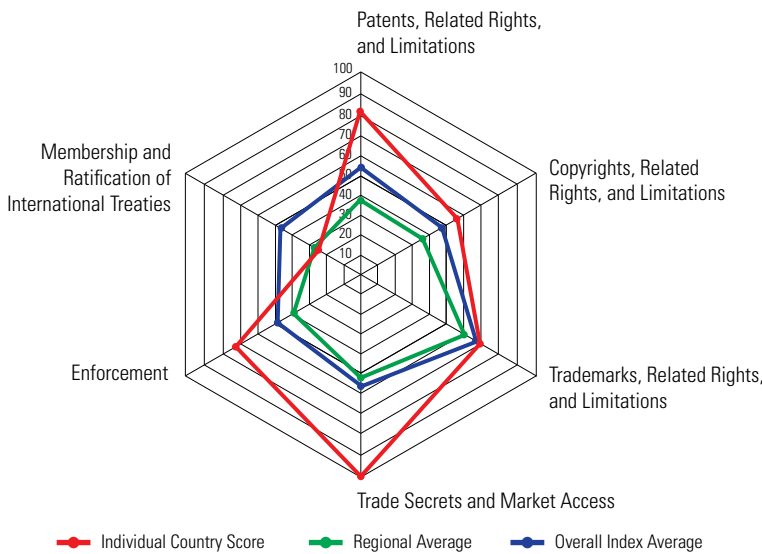 Patents, Related Rights,
and Limitations
100
90
80
70
60
50
40
30
20
10
Membership and
Ratification of
International Treaties
Copyrights, Related
Rights, and Limitations
Enforcement
Trademarks, Related Rights,
and Limitations
Trade Secrets and Market Access
Individual Country Score
Regional Average
Overall Index Average